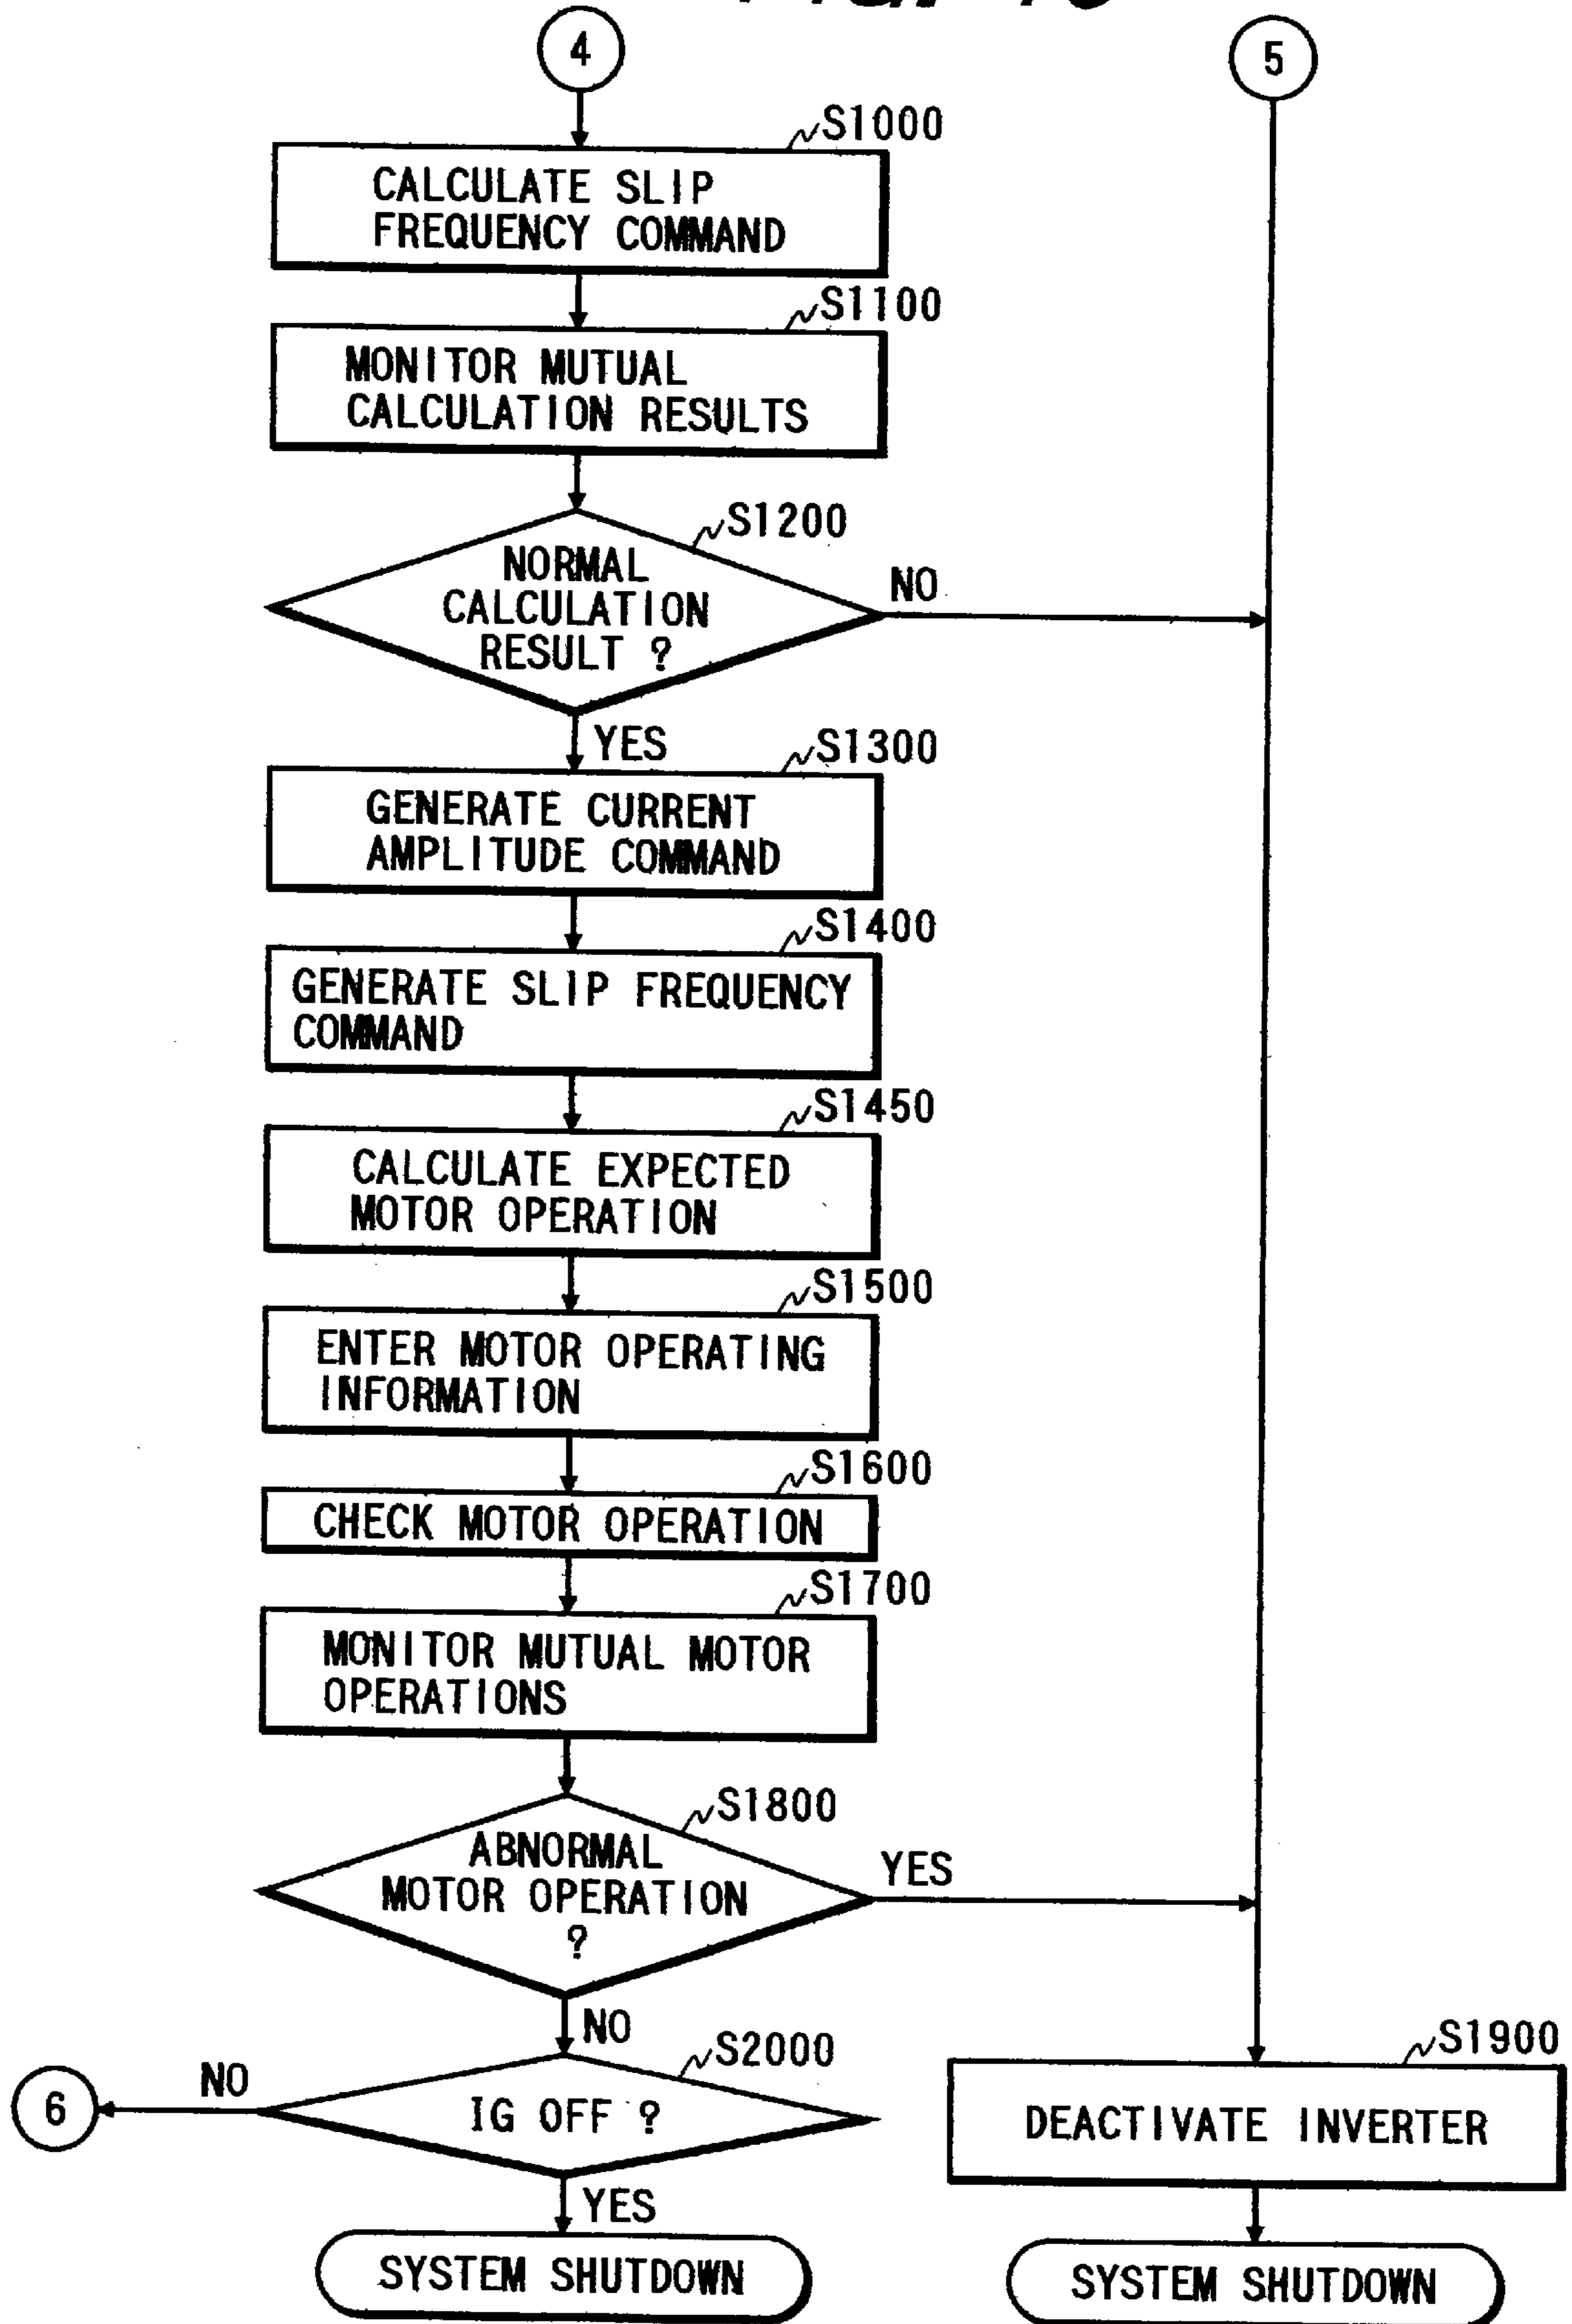 4
5
S1000
CALCULATE SLIP
FREQUENCY COMMAND
S1100
MONITOR MUTUAL
CALCULATION RESULTS
S1200
NORMAL
CALCULATION
RESULT ?
NO
YES
S1300
GENERATE CURRENT
AMPLITUDE COMMAND
S1400
GENERATE SLIP FREQUENCY
COMMAND
S1450
CALCULATE EXPECTED
MOTOR OPERATION
S1500
ENTER MOTOR OPERATING
INFORMATION
S1600
CHECK MOTOR OPERATION
S1700
MONITOR MUTUAL MOTOR
OPERATIONS
S1800
ABNORMAL
MOTOR OPERATION
?
YES
NO
S2000
IG OFF ?
NO
6
YES
SYSTEM SHUTDOWN
S1900
DEACTIVATE INVERTER
SYSTEM SHUTDOWN